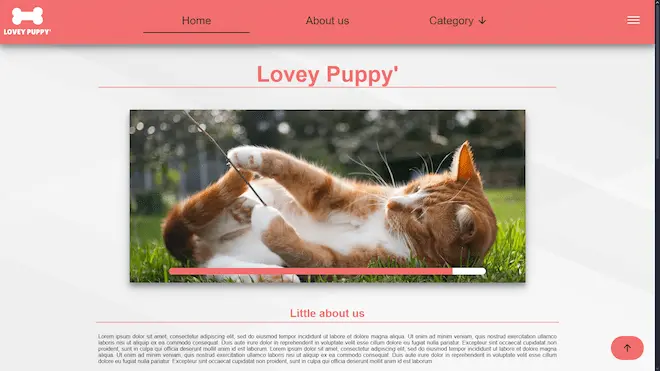 LOVEY PUPPY'
Home
About us
Category ↓
Lovey Puppy'
Little about us
Lorem ipsum dolor sit amet, consectetur adipiscing elit, sed do eiusmod tempor incididunt ut labore et dolore magna aliqua. Ut enim ad minim veniam, quis nostrud exercitation ullamco
laboris nisi ut aliquip ex ea commodo consequat. Duis aute irure dolor in reprehenderit in voluptate velit esse cillum dolore eu fugiat nulla pariatur. Excepteur sint occaecat cupidatat non
proident, sunt in culpa qui officia deserunt mollit anim id est laborum. Lorem ipsum dolor sit amet, consectetur adipiscing elit, sed do eiusmod tempor incididunt ut labore et dolore magna
aliqua. Ut enim ad minim veniam, quis nostrud exercitation ullamco laboris nisi ut aliquip ex ea commodo consequat. Duis aute irure dolor in reprehenderit in voluptate velit esse cillum
dolore eu fugiat nulla pariatur. Excepteur sint occaecat cupidatat non proident, sunt in culpa qui officia deserunt mollit anim id est laborum